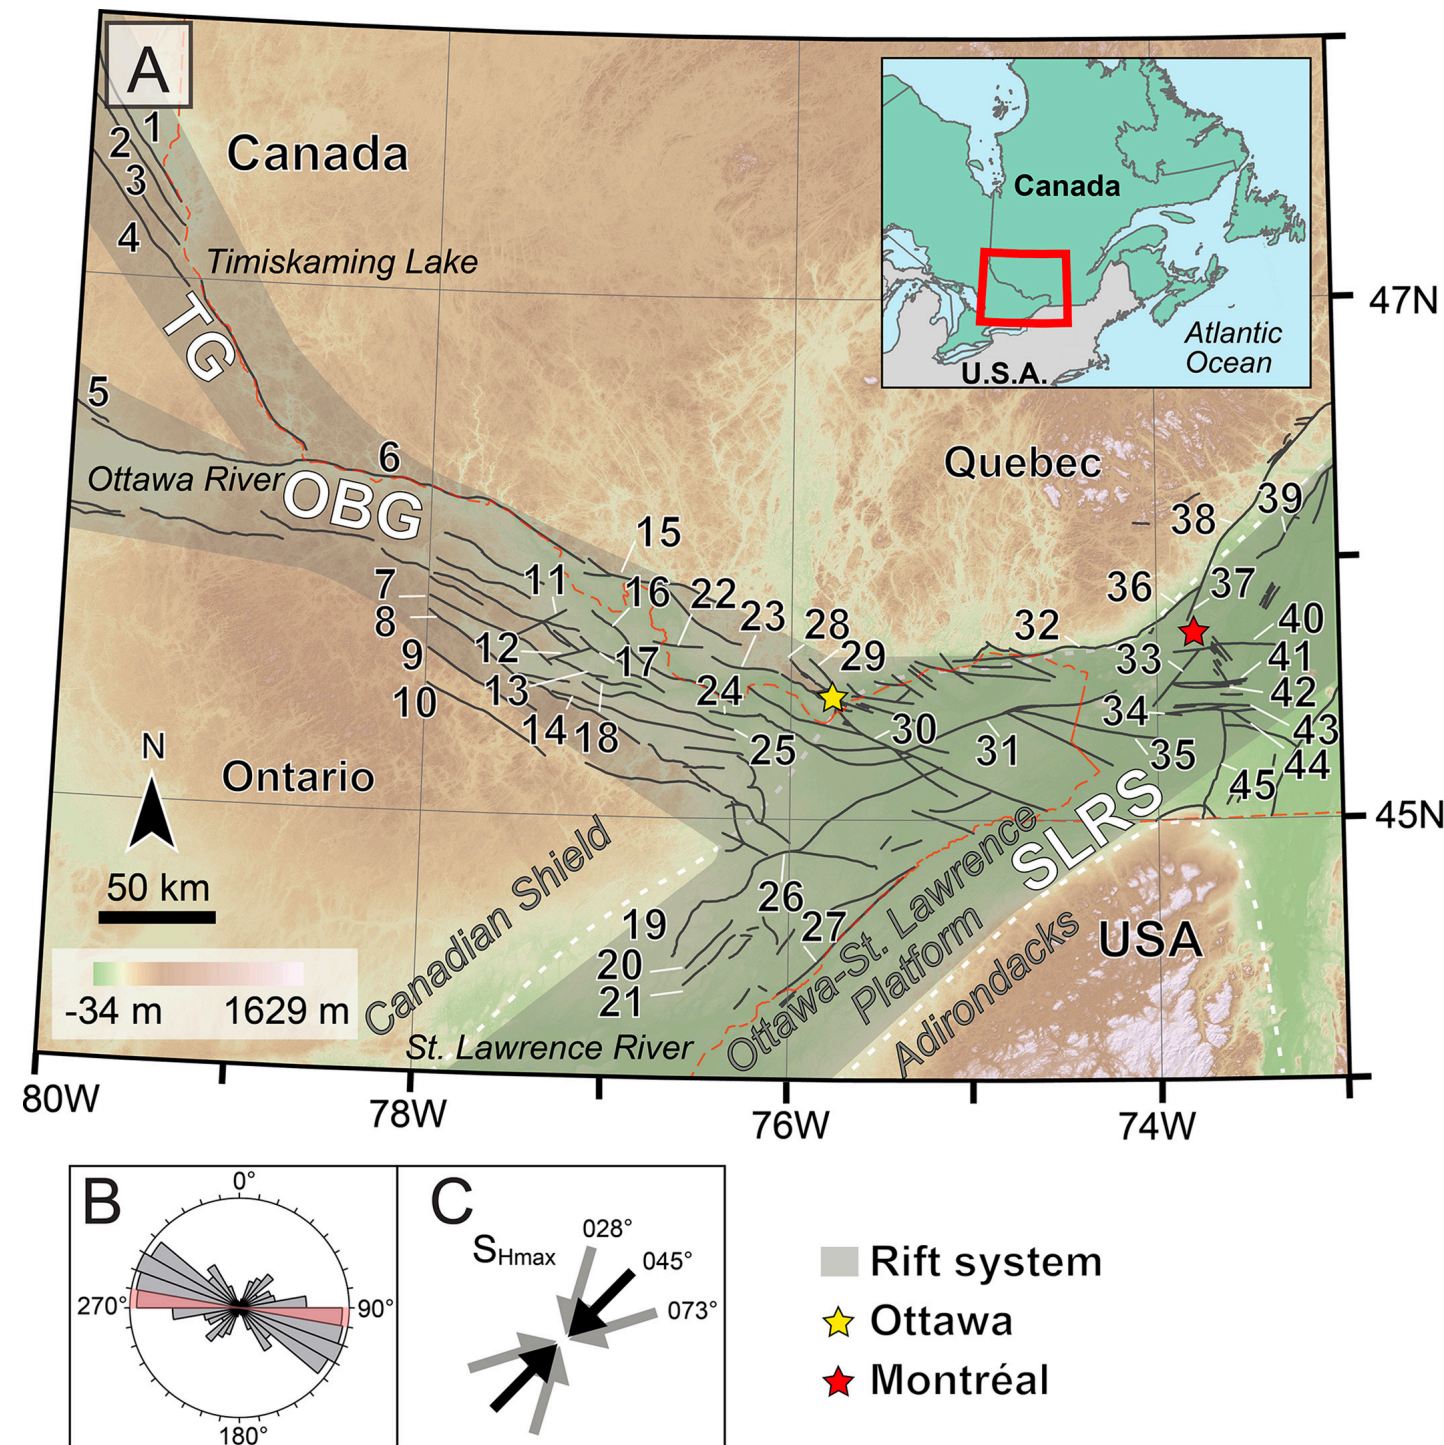 A
Canada
1
2
3
4
Timiskaming Lake
TG
Canada
U.S.A.
Atlantic
Ocean
47N
5
6
Ottawa River
OBG
Quebec
15
38
39
7
8
9
10
11
12
13
14
16
17
18
22
23
24
25
28
29
30
31
32
33
34
35
36
37
40
41
42
43
44
45
N
Ontario
50 km
45N
SLRS
Canadian Shield
19
20
21
26
27
Ottawa-St. Lawrence
Platform
Adirondacks
USA
-34 m
1629 m
St. Lawrence River
80W
78W
76W
74W
B
0°
90°
180°
270°
C
SHmax
028°
045°
073°
Rift system
Ottawa
Montréal